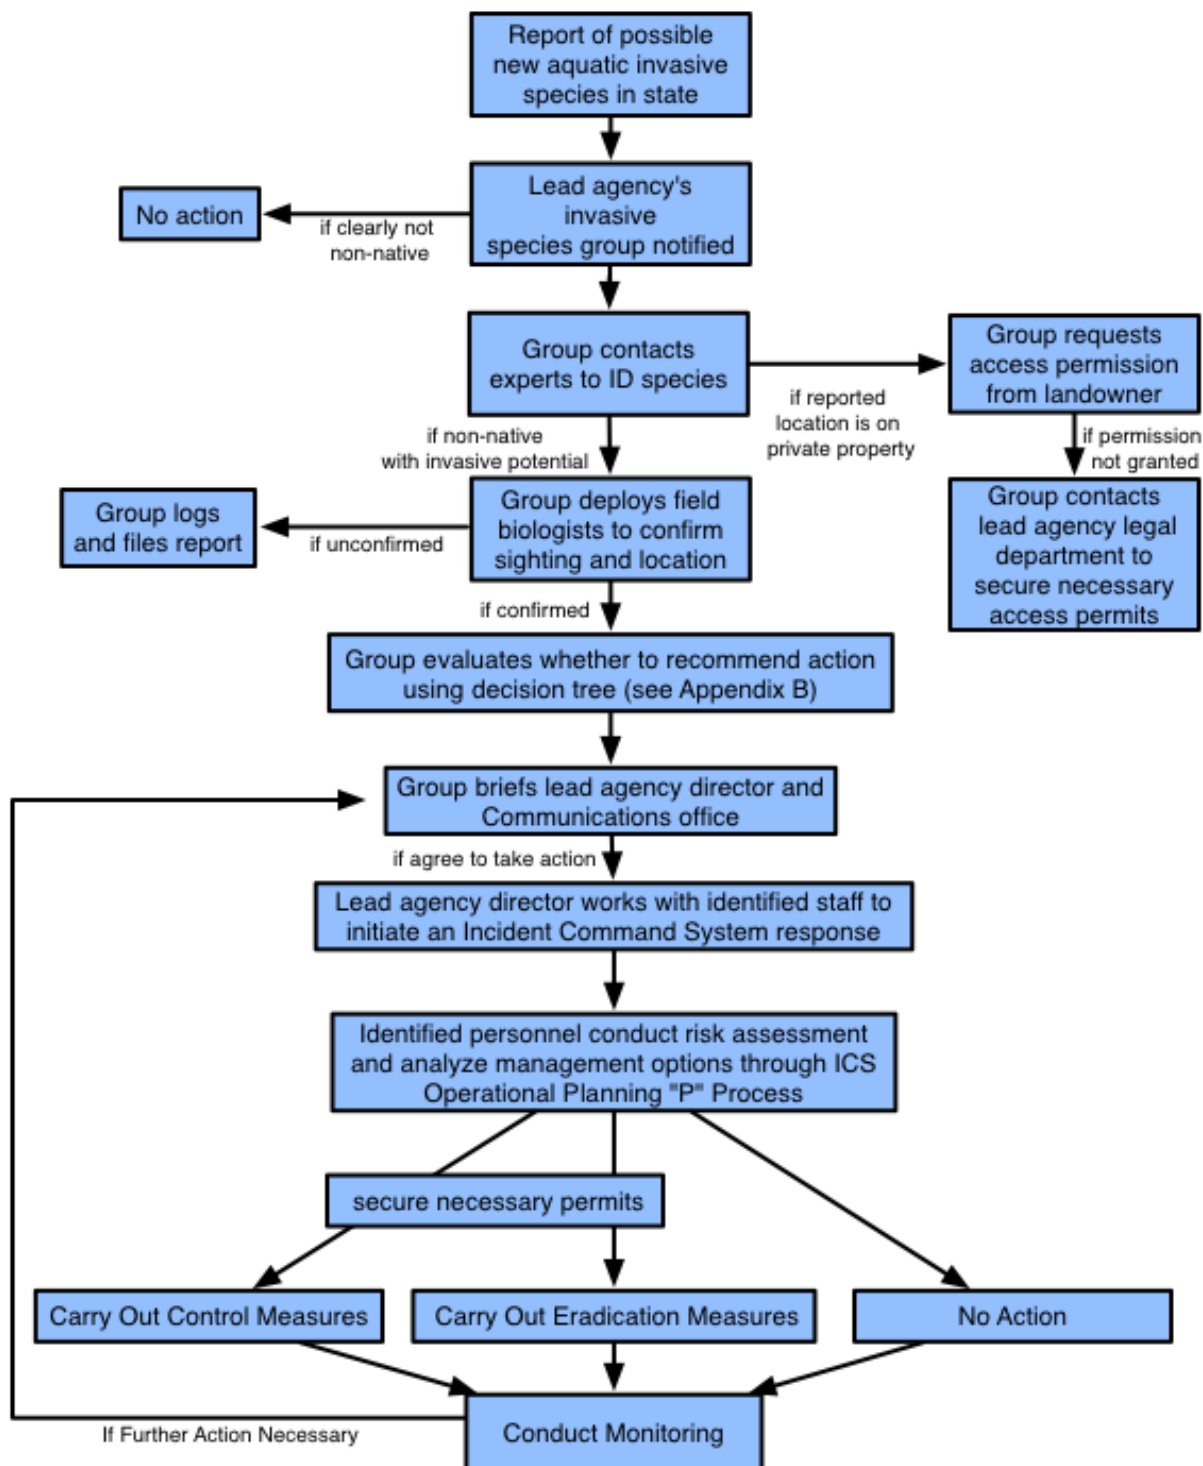 Report of possible
new aquatic invasive
species in state
Lead agency's
invasive
species group notified
No action
if clearly not
non-native
Group contacts
experts to ID species
if reported
location is on
private property
Group requests
access permission
from landowner
if permission
not granted
Group contacts
lead agency legal
department to
secure necessary
access permits
if non-native
with invasive potential
Group deploys field
biologists to confirm
sighting and location
if unconfirmed
Group logs
and files report
if confirmed
Group evaluates whether to recommend action
using decision tree (see Appendix B)
Group briefs lead agency director and
Communications office
if agree to take action
Lead agency director works with identified staff to
initiate an Incident Command System response
Identified personnel conduct risk assessment
and analyze management options through ICS
Operational Planning "P" Process
secure necessary permits
Carry Out Control Measures
Carry Out Eradication Measures
No Action
Conduct Monitoring
If Further Action Necessary